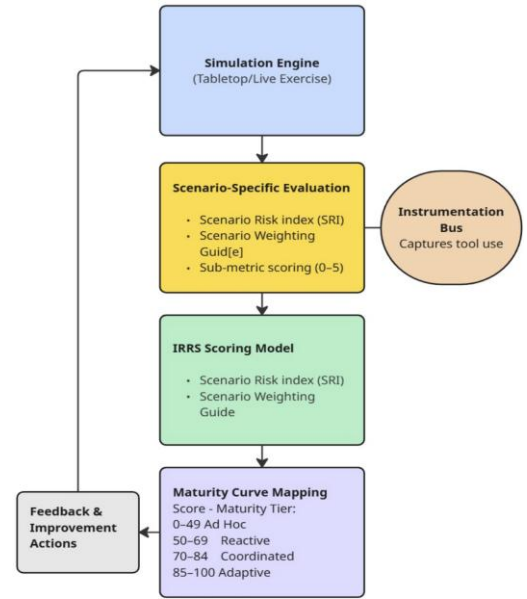 Simulation Engine
(Tabletop/Live Exercise)
Scenario-Specific Evaluation
• Scenario Risk index (SRI)
• Scenario Weighting
Guid[e]
• Sub-metric scoring (0–5)
Instrumentation
Bus
Captures tool use
IRRS Scoring Model
• Scenario Risk index (SRI)
• Scenario Weighting
Guide
Maturity Curve Mapping
Score - Maturity Tier:
0–49 Ad Hoc
50–69 Reactive
70–84 Coordinated
85–100 Adaptive
Feedback &
Improvement
Actions